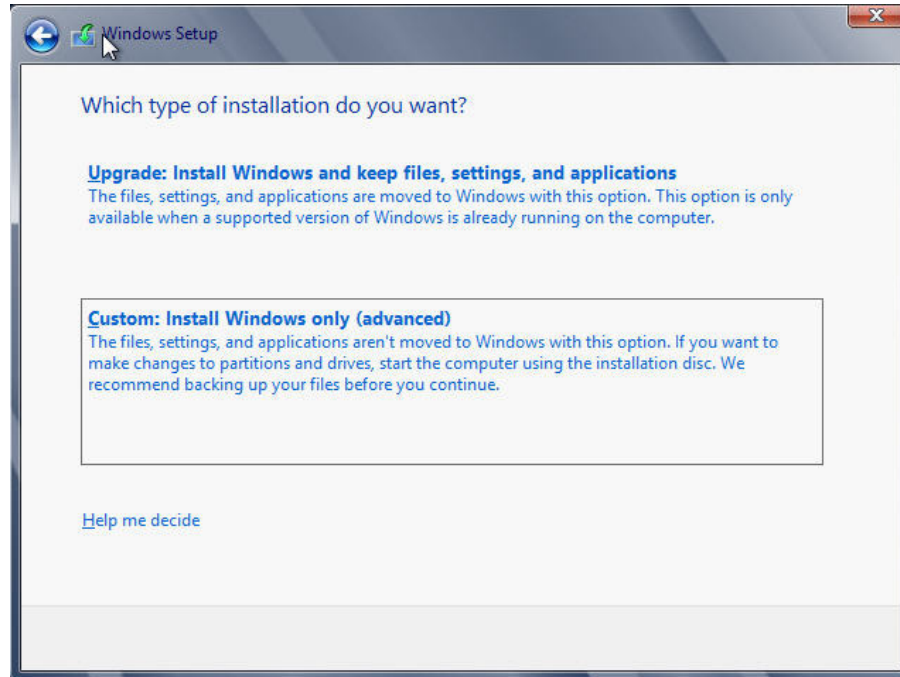 Windows Setup
Which type of installation do you want?
Upgrade: Install Windows and keep files, settings, and applications
The files, settings, and applications are moved to Windows with this option. This option is only
available when a supported version of Windows is already running on the computer.
Custom: Install Windows only (advanced)
The files, settings, and applications aren't moved to Windows with this option. If you want to
make changes to partitions and drives, start the computer using the installation disc. We
recommend backing up your files before you continue.
Help me decide